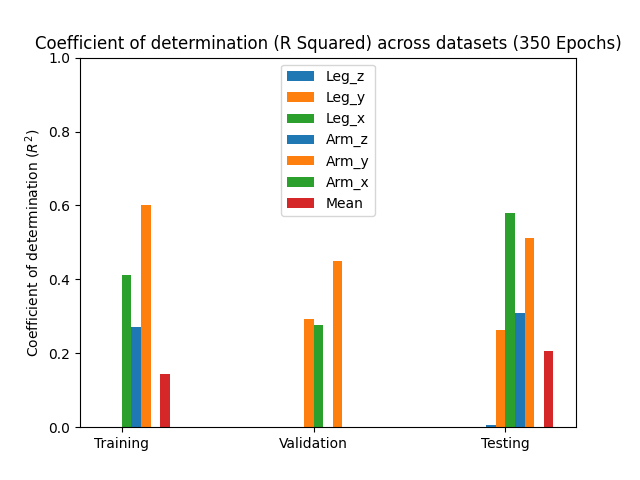 Coefficient of determination (R Squared) across datasets (350 Epochs)
Coefficient of determination (R²)
1.0
0.8
0.6
0.4
0.2
0.0
Leg_z
Leg_y
Leg_x
Arm_z
Arm_y
Arm_x
Mean
Training
Validation
Testing